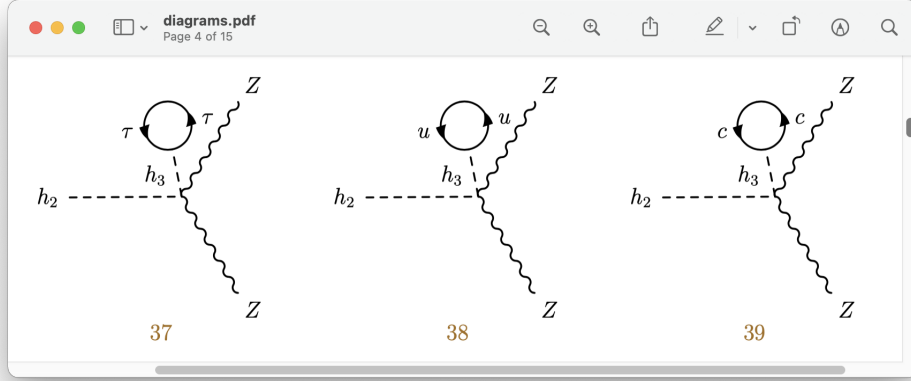 diagrams.pdf
Page 4 of 15
Z Z Z
τ τ u u c c
h₃ h₃ h₃
h₂ h₂ h₂
Z Z Z
37 38 39